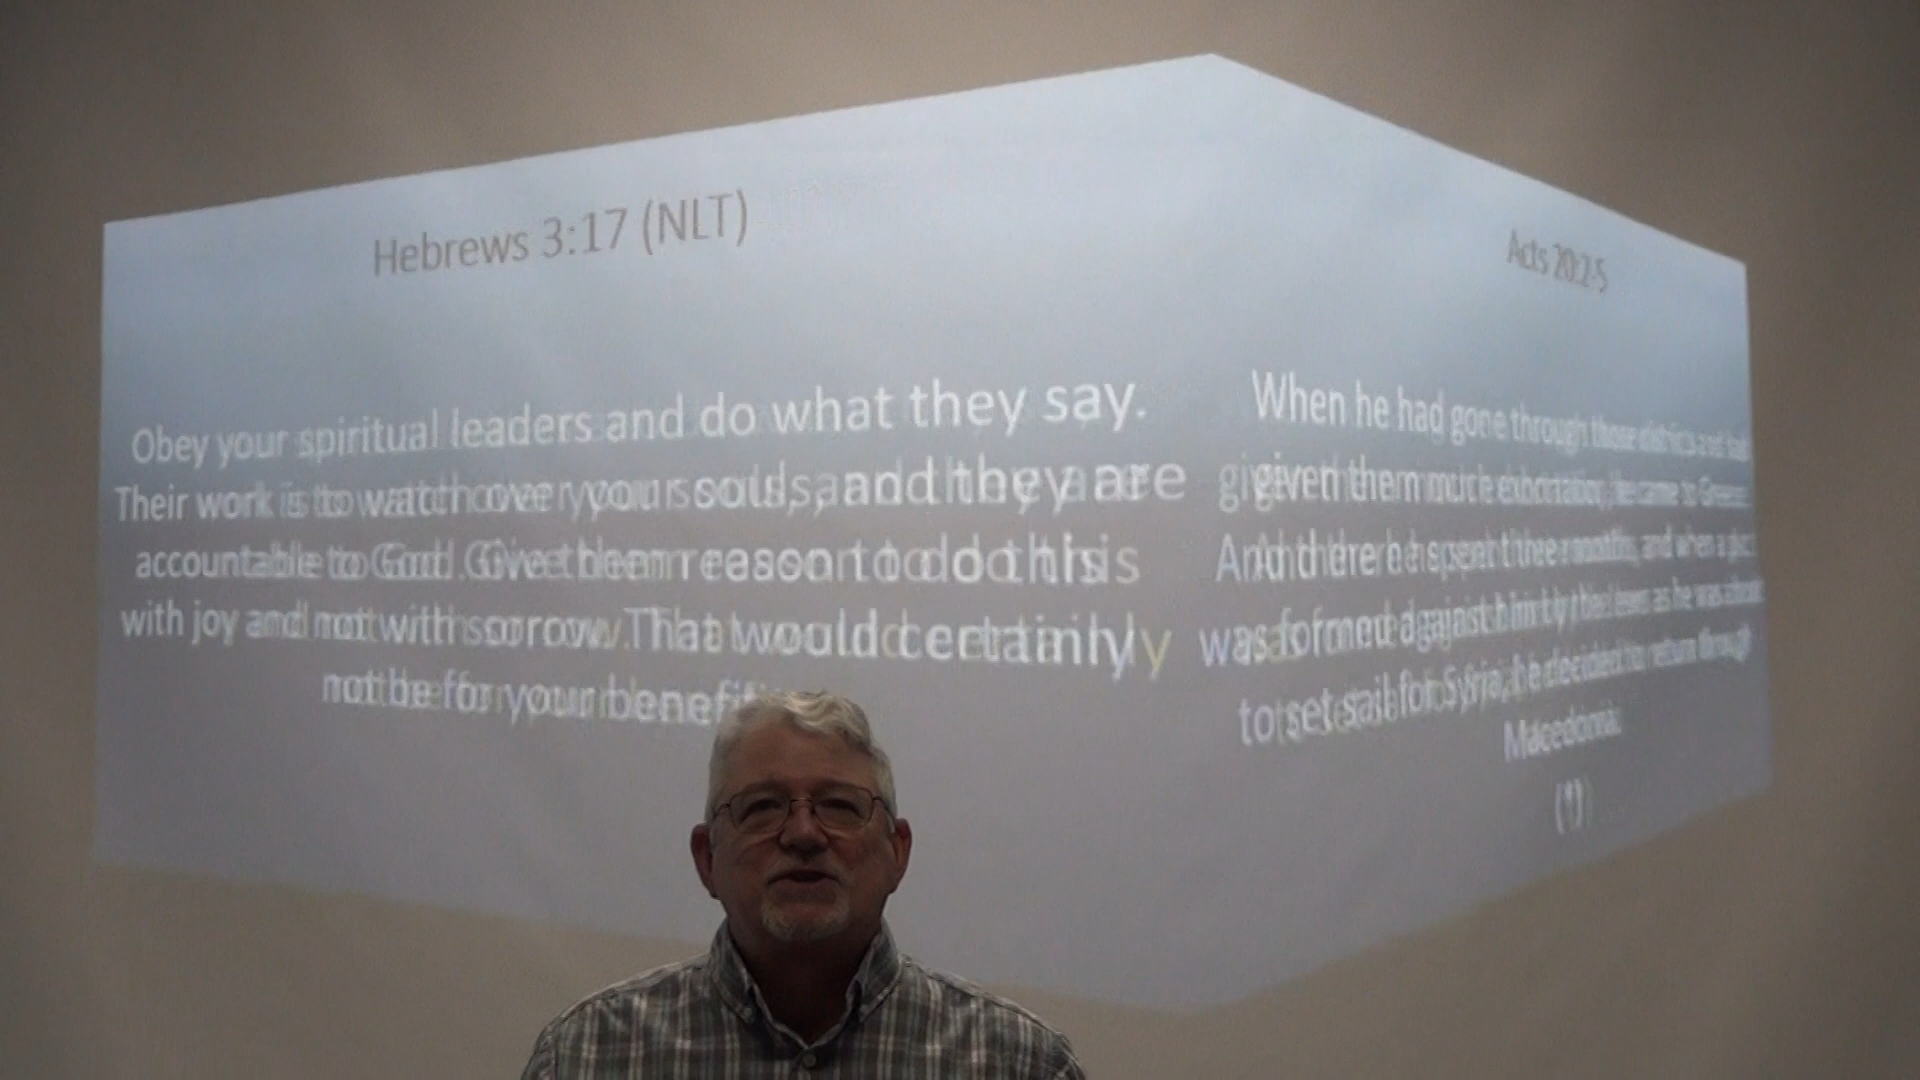 Hebrews 3:17 (NLT)
Obey your spiritual leaders and do what they say.
Their work is to watch over your souls, and they are
accountable to God. Give them reason to do this
with joy and not with sorrow. That would certainly
not be for your benefit
Acts 20:2-5
When he had gone through those districts and had
given them much exhortation, he came to Greece.
And there he spent three months, and when a plot
was formed against him by the Jews as he was about
to set sail for Syria, he decided to return through
Macedonia.
(1)